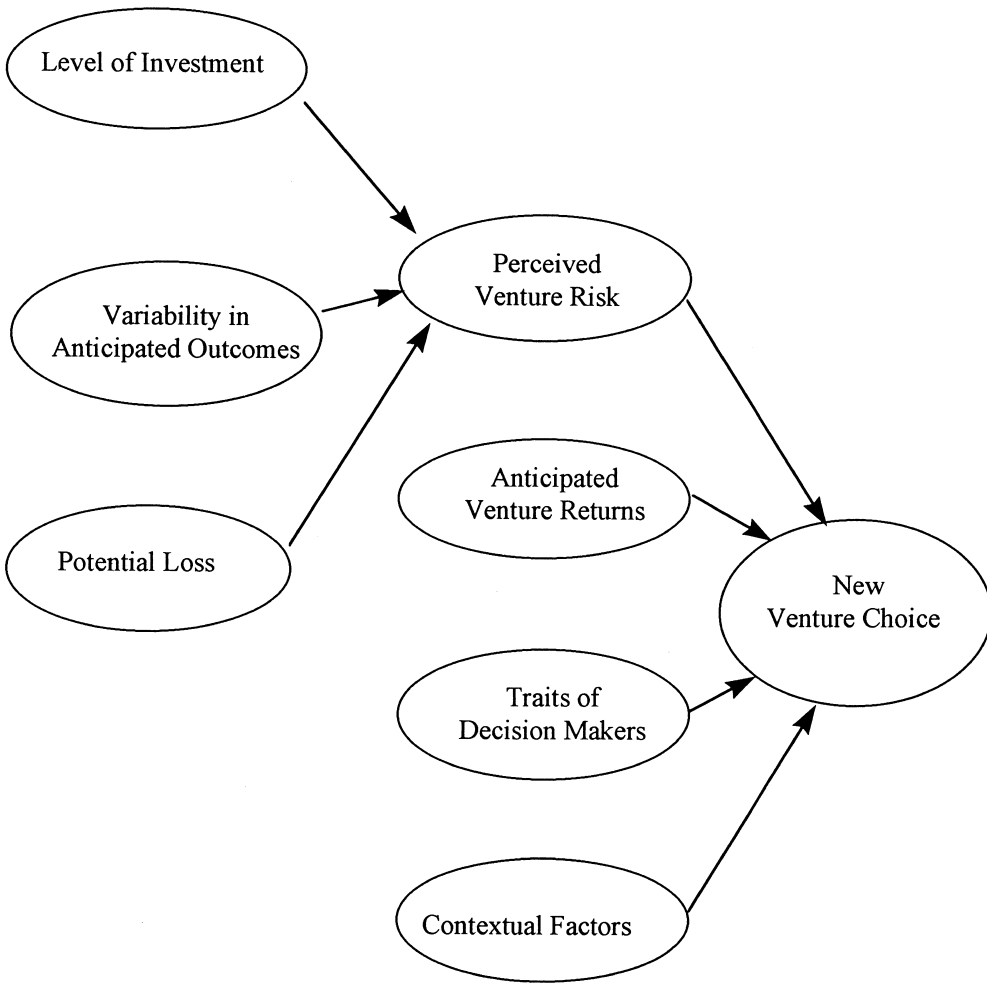 Level of Investment
Perceived
Venture Risk
Variability in
Anticipated Outcomes
Anticipated
Venture Returns
Potential Loss
New
Venture Choice
Traits of
Decision Makers
Contextual Factors